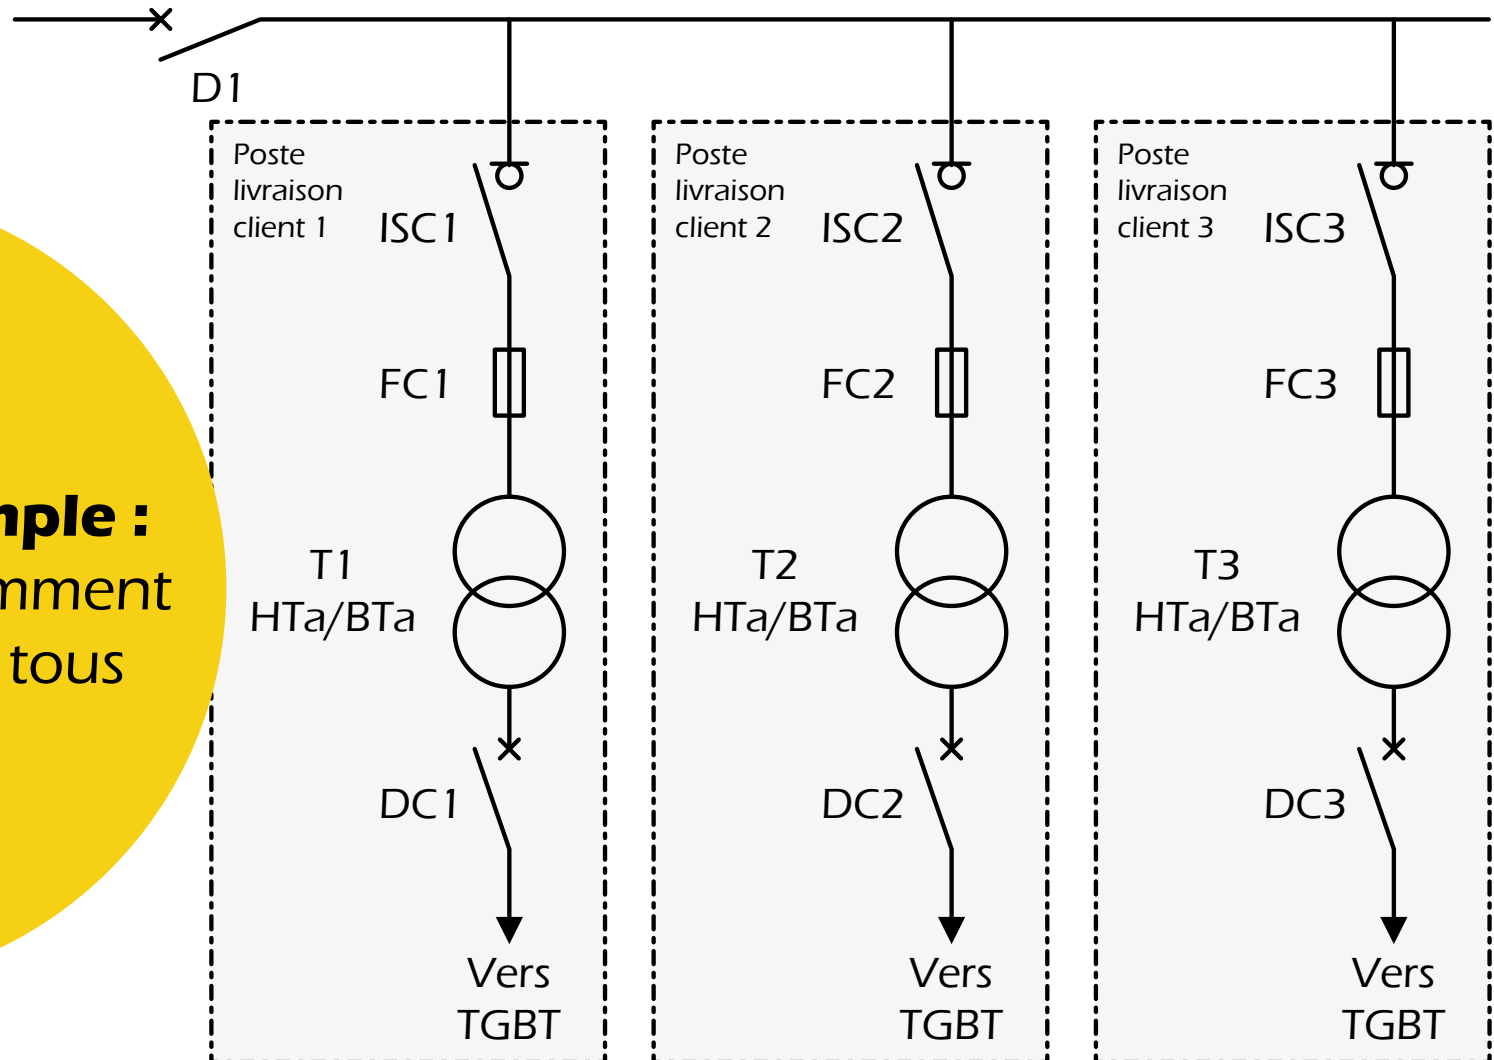 D1
Poste
livraison
client 1
ISC1
FC1
T1
HTa/BTa
DC1
Vers
TGBT
Poste
livraison
client 2
ISC2
FC2
T2
HTa/BTa
DC2
Vers
TGBT
Poste
livraison
client 3
ISC3
FC3
T3
HTa/BTa
DC3
Vers
TGBT
mple :
mment
tous